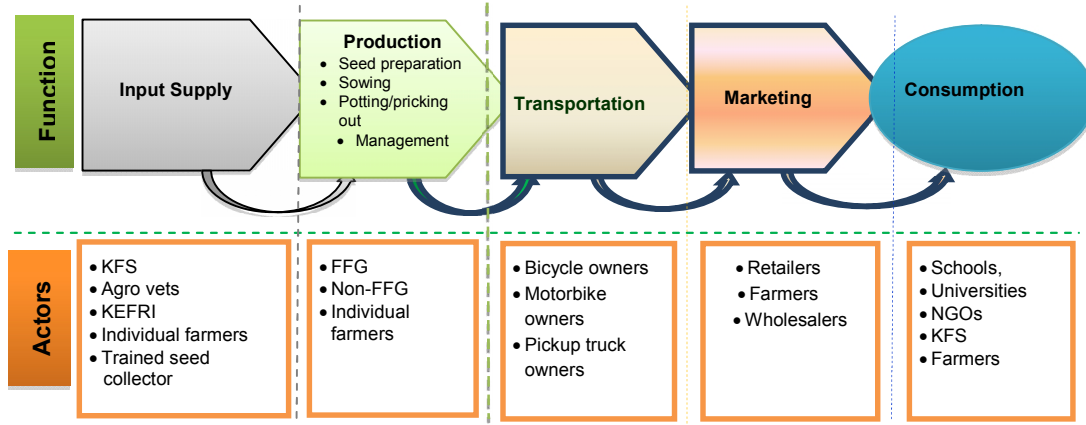 Function
Input Supply
Production
• Seed preparation
• Sowing
• Potting/pricking
out
• Management
Transportation
Marketing
Consumption
Actors
• KFS
• Agro vets
• KEFRI
• Individual farmers
• Trained seed
collector
• FFG
• Non-FFG
• Individual
farmers
• Bicycle owners
• Motorbike
owners
• Pickup truck
owners
• Retailers
• Farmers
• Wholesalers
• Schools,
• Universities
• NGOs
• KFS
• Farmers